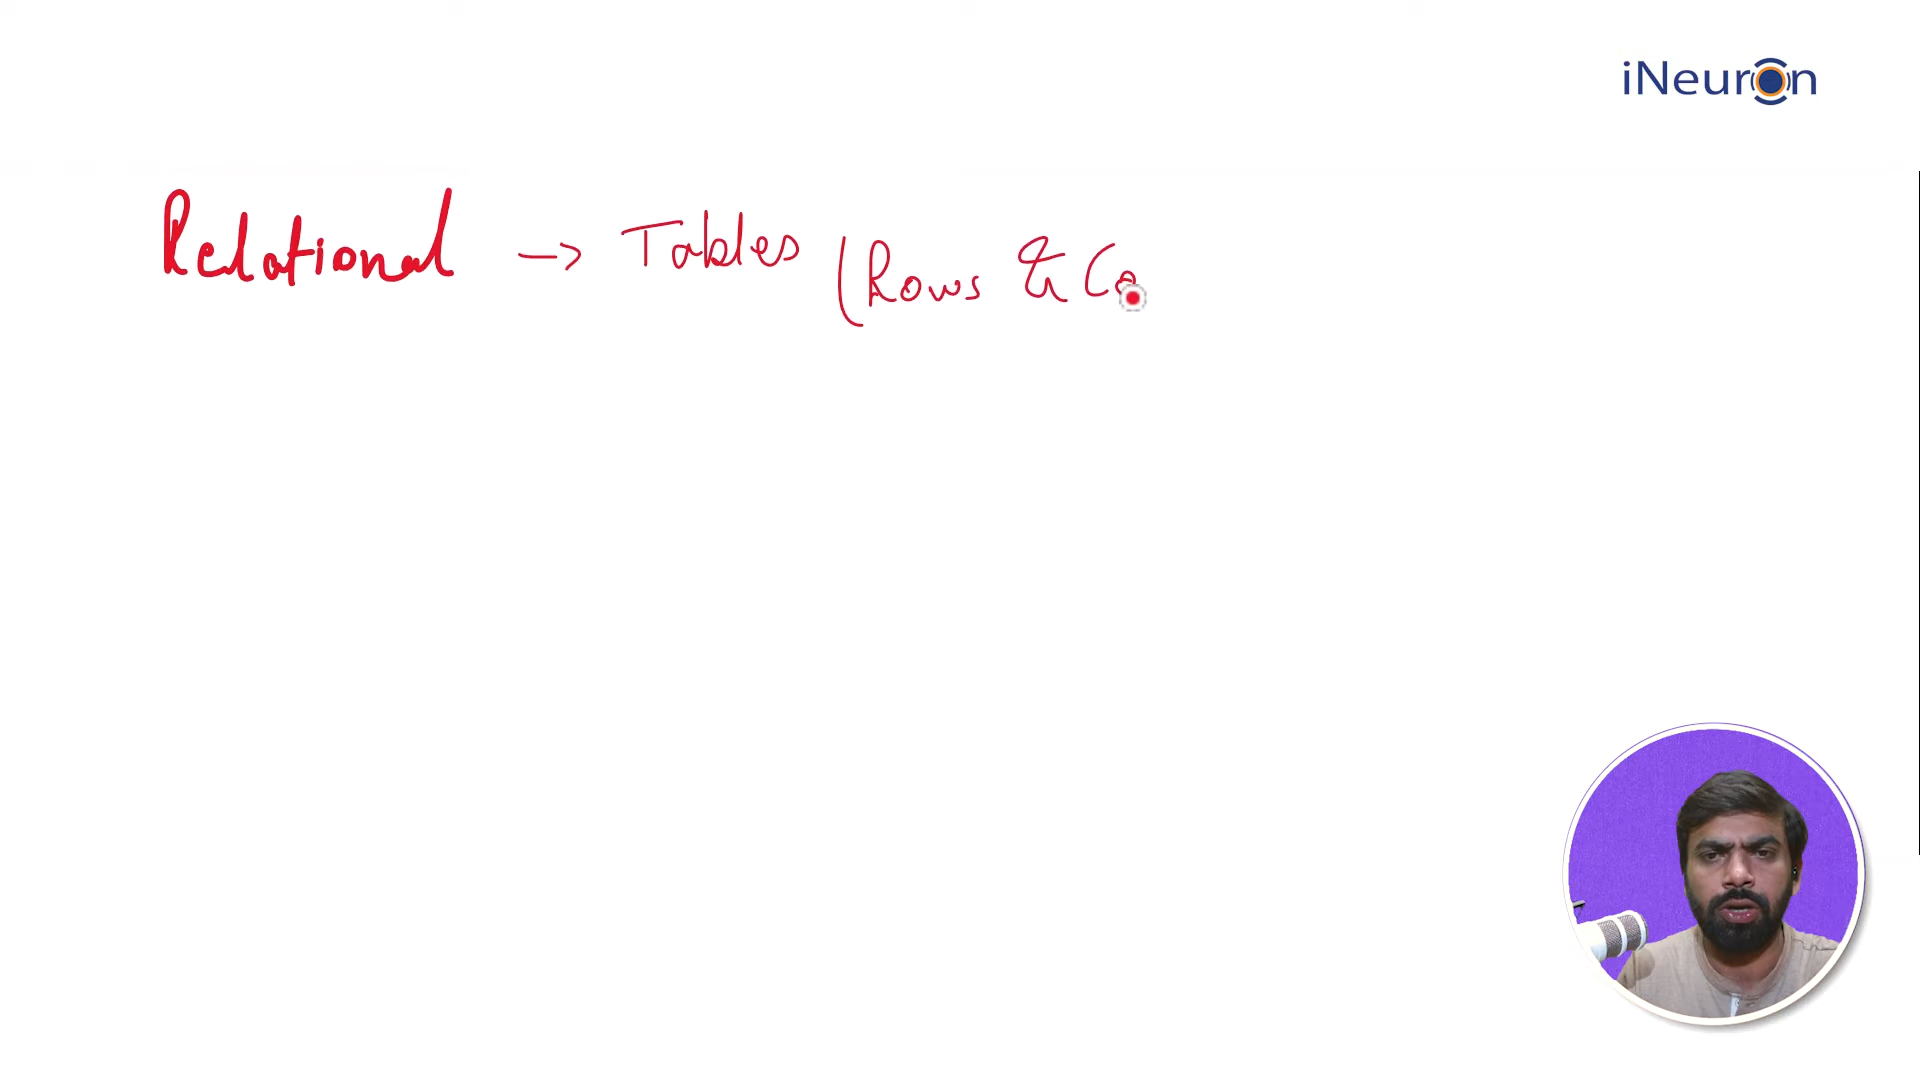 iNeuron
Relational → Tables (Rows & Co